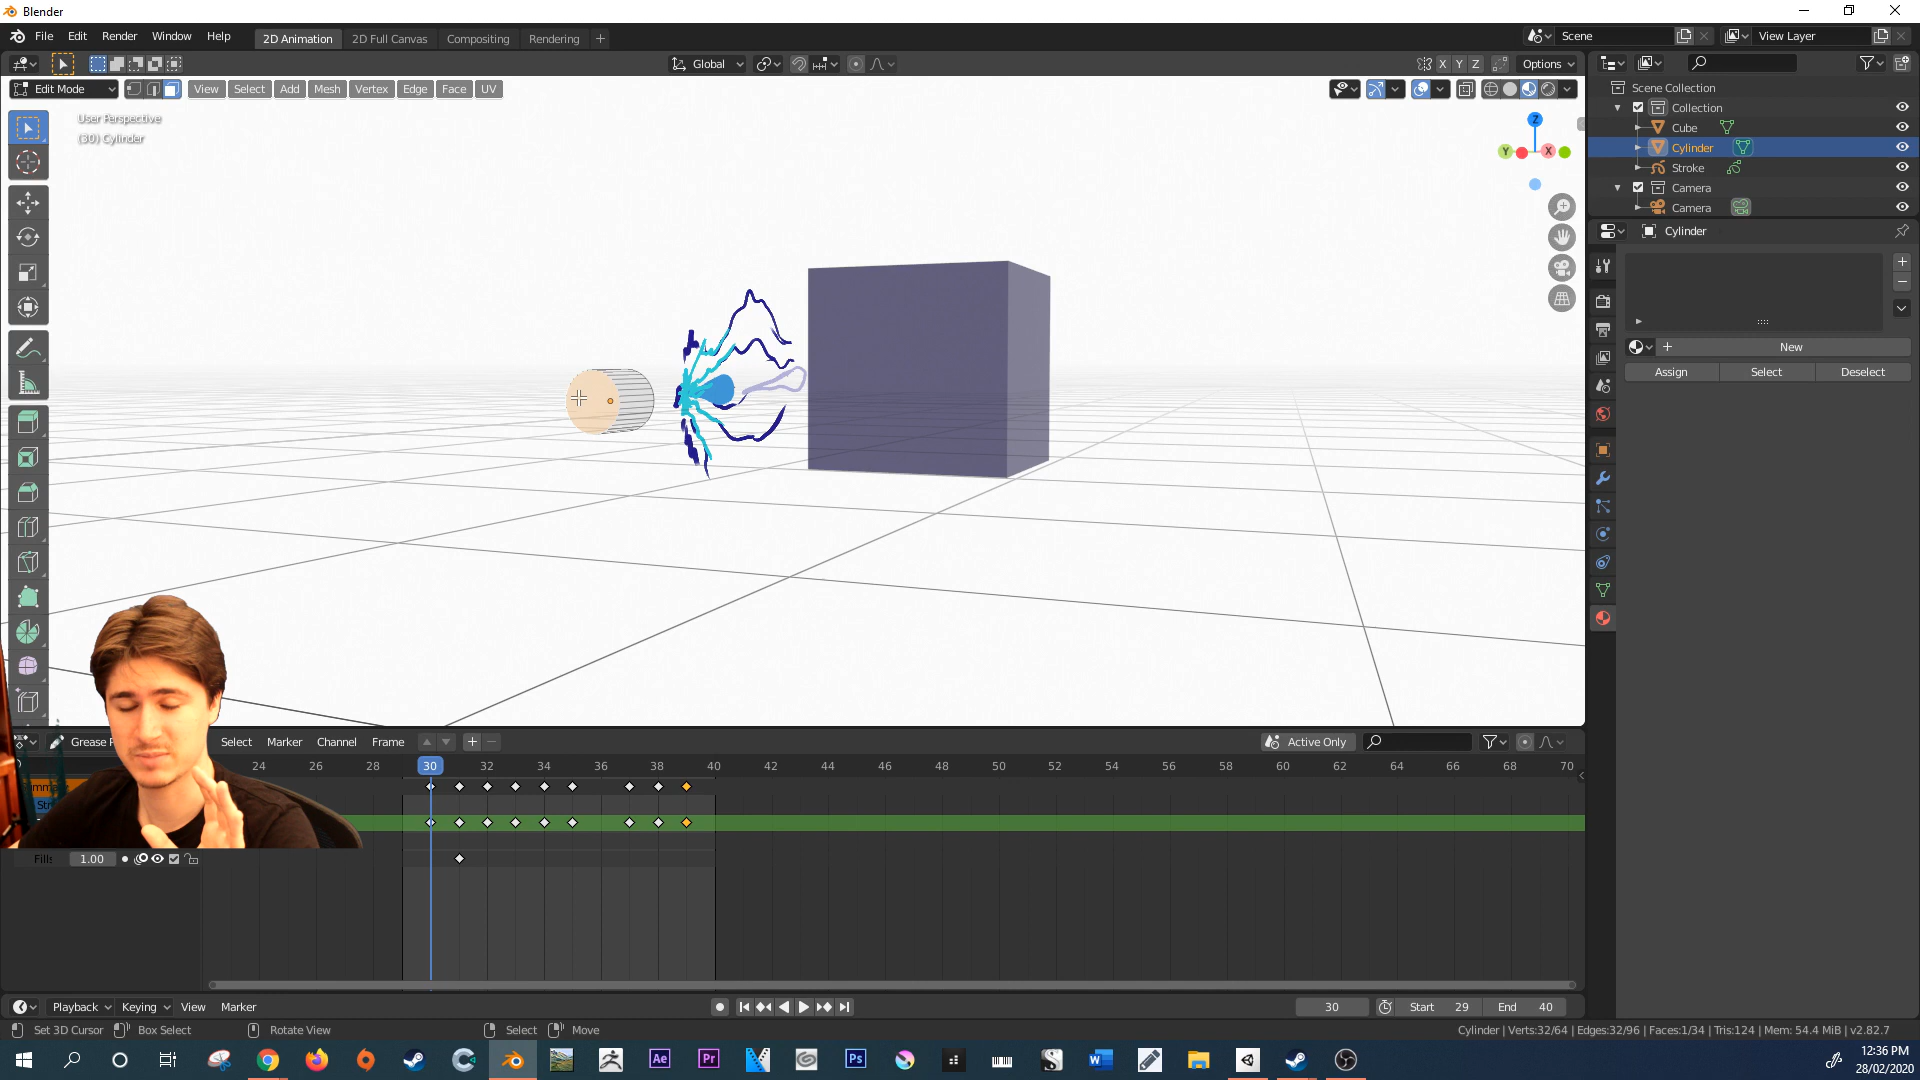 Blender
File Edit Render Window Help 2D Animation 2D Full Canvas Compositing Rendering + Scene View Layer
Global X Y Z Options
Edit Mode View Select Add Mesh Vertex Edge Face UV
User Perspective
(30) Cylinder
Z
Y X
Scene Collection
Collection
Cube
Cylinder
Stroke
Camera
Camera
Cylinder
New
Assign Select Deselect
Select Marker Channel Frame Active Only
24 26 28 30 32 34 36 38 40 42 44 46 48 50 52 54 56 58 60 62 64 66 68 70
Fills 1.00
Playback Keying View Marker 30 Start 29 End 40
Set 3D Cursor Box Select Rotate View Select Move Cylinder | Verts:32/64 | Edges:32/96 | Faces:1/34 | Tris:124 | Mem: 54.4 MiB | v2.82.7
Ae Pr Ps
12:36 PM
28/02/2020